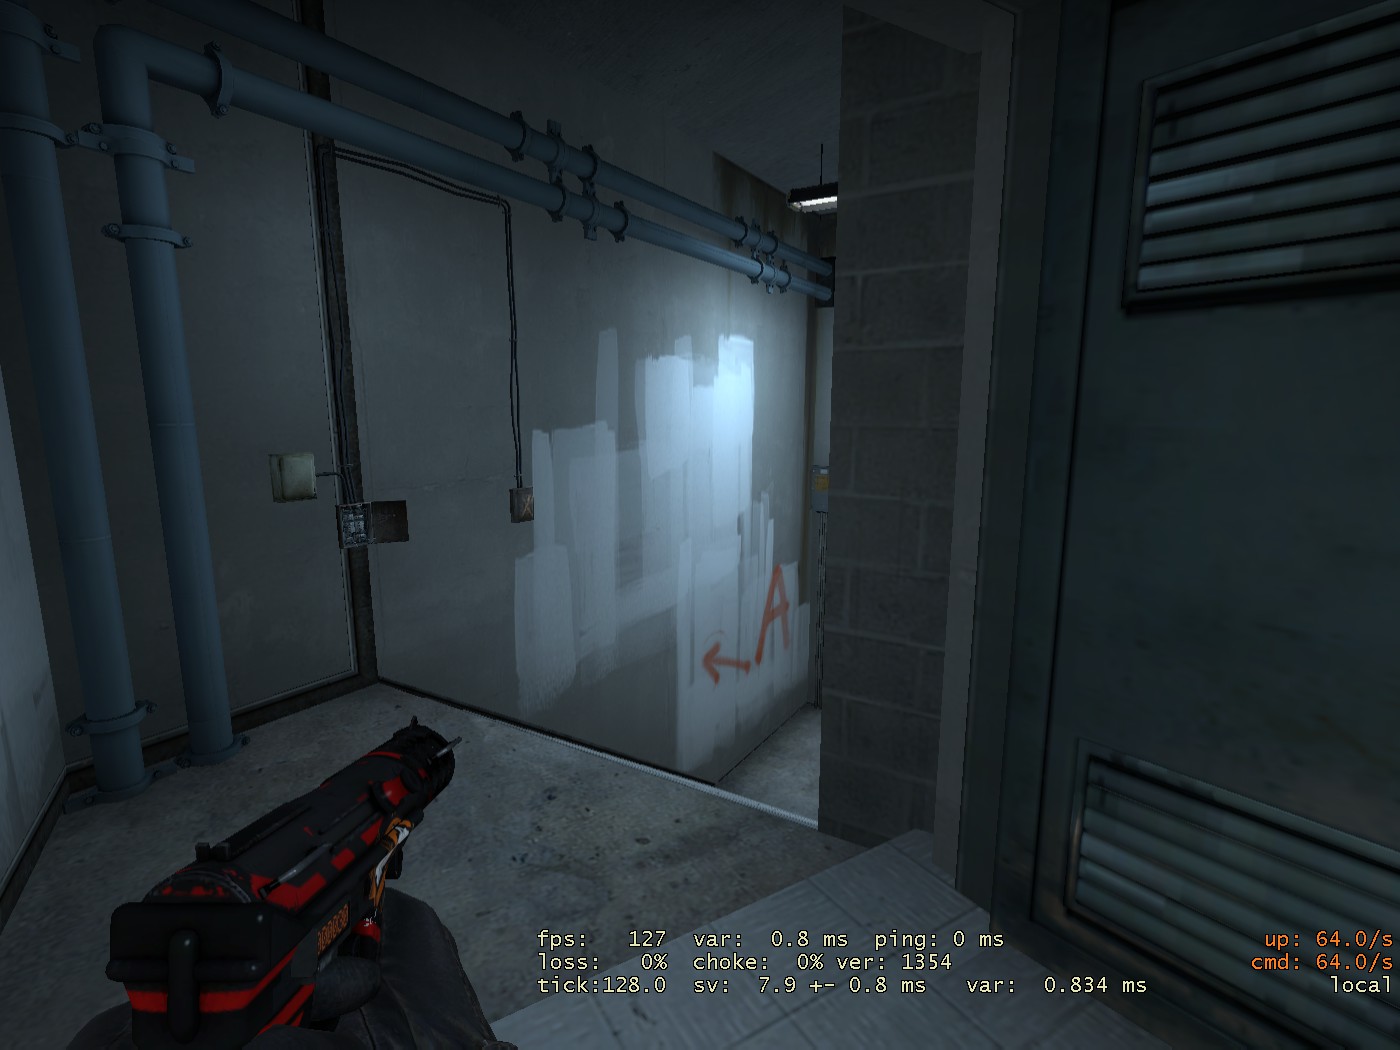 A
fps: 127 var: 0.8 ms ping: 0 ms
loss: 0% choke: 0% ver: 1354
tick:128.0 sv: 7.9 +- 0.8 ms var: 0.834 ms
up: 64.0/s
cmd: 64.0/s
local